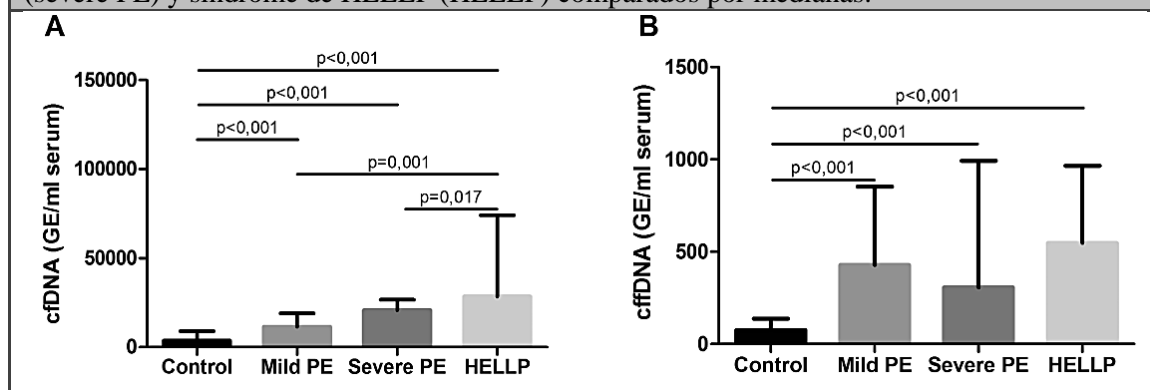 (severe PE) y síndrome de HELLP (HELLP) comparados por medianas.
A
cfDNA (GE/ml serum)
150000
100000
50000
0
p<0,001
p<0,001
p<0,001
p=0,001
p=0,017
Control Mild PE Severe PE HELLP
B
cffDNA (GE/ml serum)
1500
1000
500
0
p<0,001
p<0,001
p<0,001
Control Mild PE Severe PE HELLP